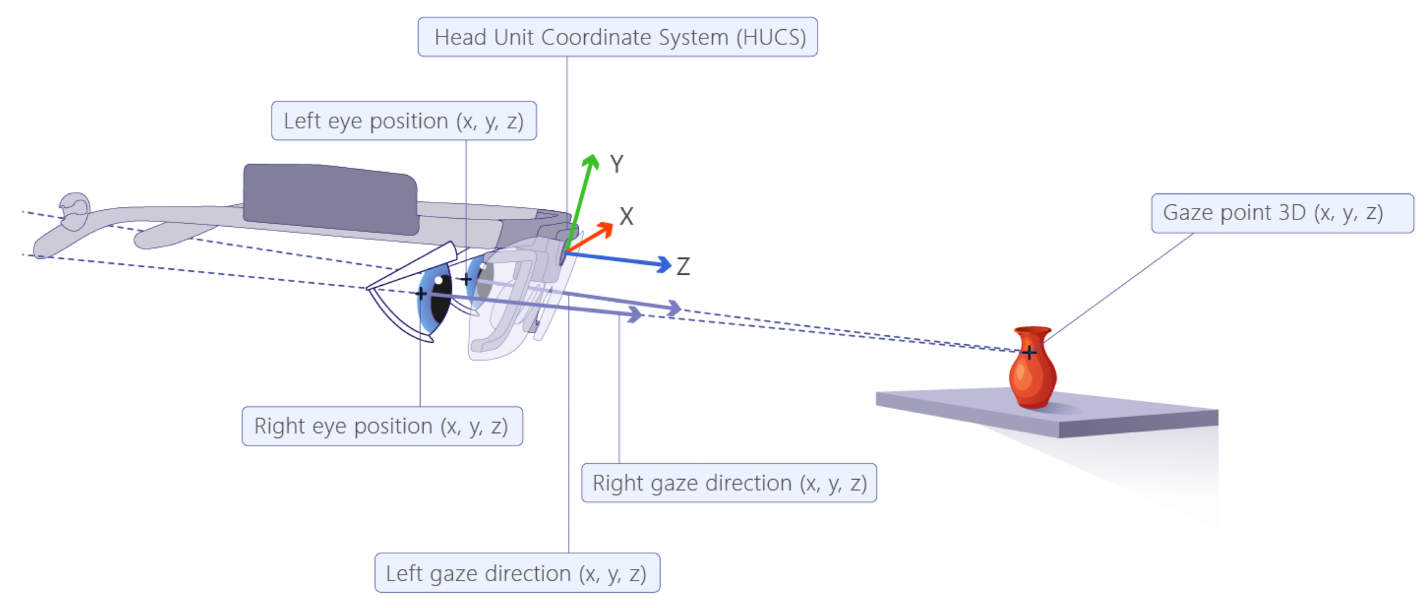 Head Unit Coordinate System (HUCS)
Left eye position (x, y, z)
Y
X
Gaze point 3D (x, y, z)
Z
Right eye position (x, y, z)
Right gaze direction (x, y, z)
Left gaze direction (x, y, z)